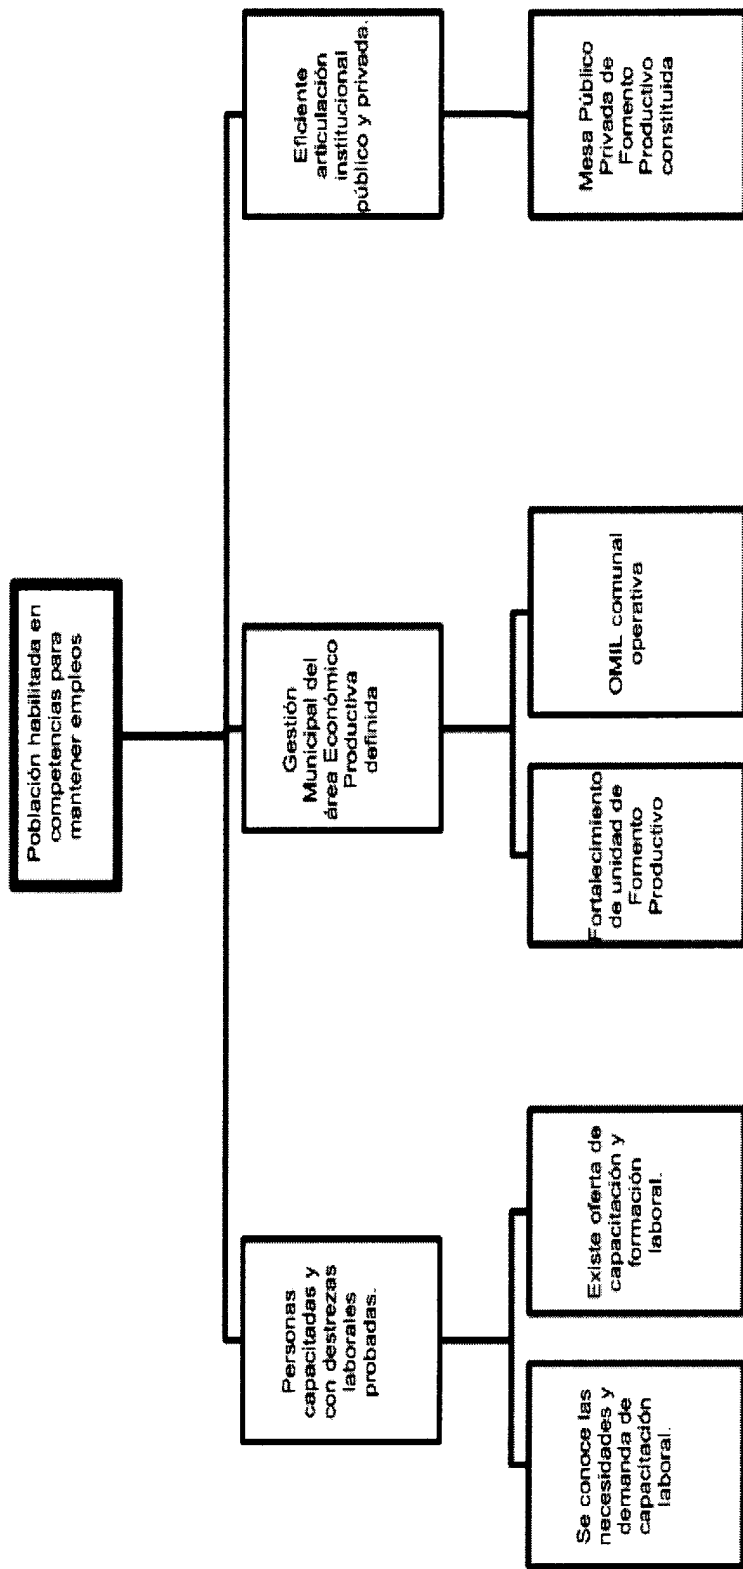 Población habilitada en
competencias para
mantener empleos
Personas
capacitadas y
con destrezas
laborales
probadas.
Gestión
Municipal del
área Económico
Productiva
definida
Eficiente
articulación
institucional
público y privada.
Se conoce las
necesidades y
demanda de
capacitación
laboral.
Existe oferta de
capacitación y
formación
laboral.
Fortalecimiento
de unidad de
Fomento
Productivo
OMIL comunal
operativa
Mesa Público
Privada de
Fomento
Productivo
constituida